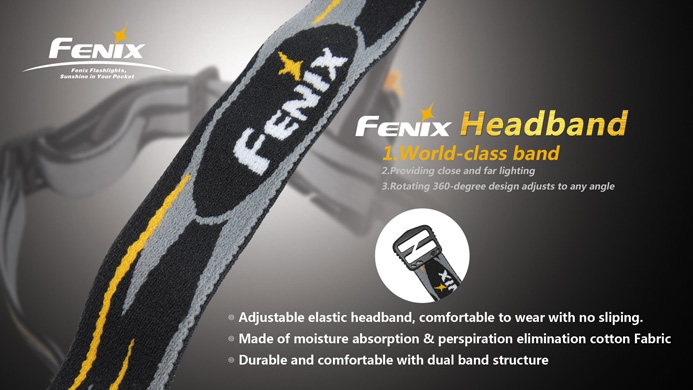 FENIX
Fenix Flashlights,
Sunshine in Your Pocket
FENIX
FENIX Headband
1.World-class band
2.Providing close and far lighting
3.Rotating 360-degree design adjusts to any angle
Adjustable elastic headband, comfortable to wear with no sliping.
Made of moisture absorption & perspiration elimination cotton Fabric
Durable and comfortable with dual band structure